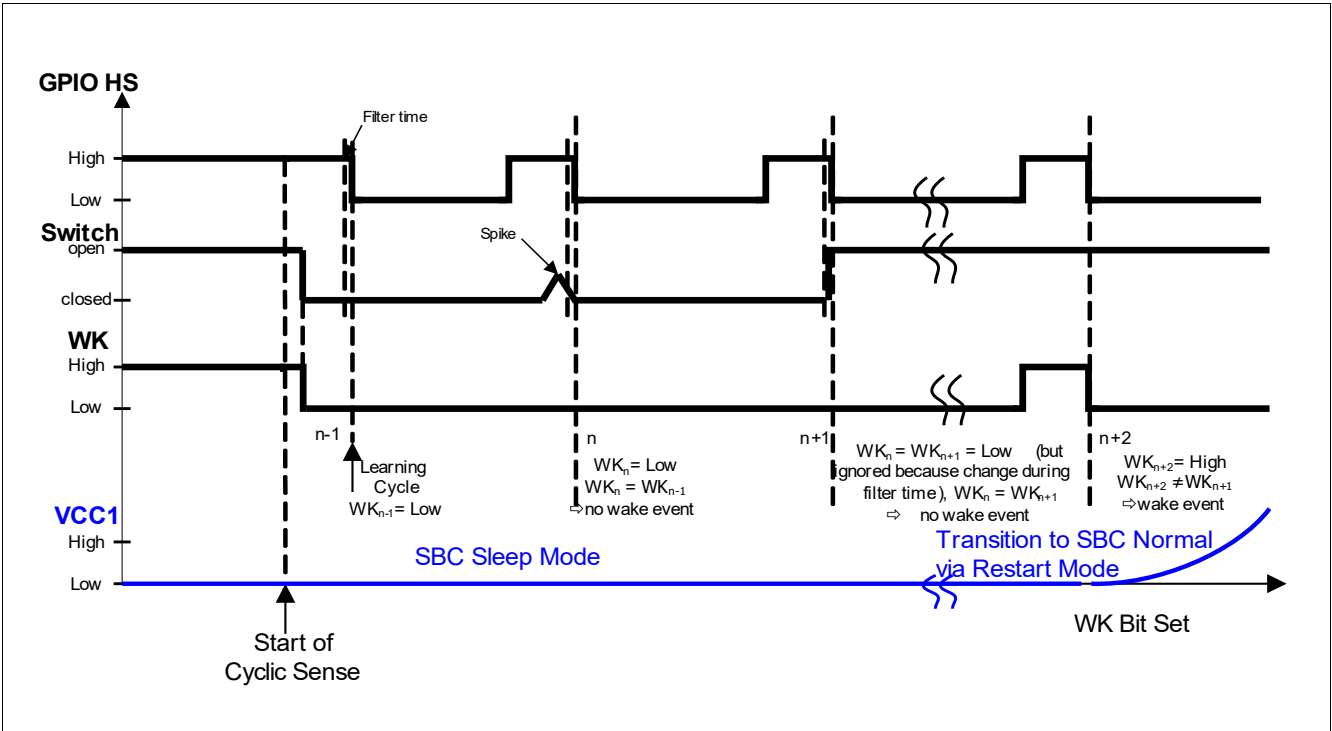 GPIO HS
Filter time
High
Low
Switch
open
Spike
closed
WK
High
Low
n-1
n
n+1
n+2
Learning
Cycle
WKn-1= Low
WKn = Low
WKn = WKn-1
⇨no wake event
WKn = WKn+1 = Low (but
ignored because change during
filter time), WKn = WKn+1
⇨ no wake event
WKn+2= High
WKn+2 ≠WKn+1
⇨wake event
VCC1
High
Low
SBC Sleep Mode
Transition to SBC Normal
via Restart Mode
WK Bit Set
Start of
Cyclic Sense